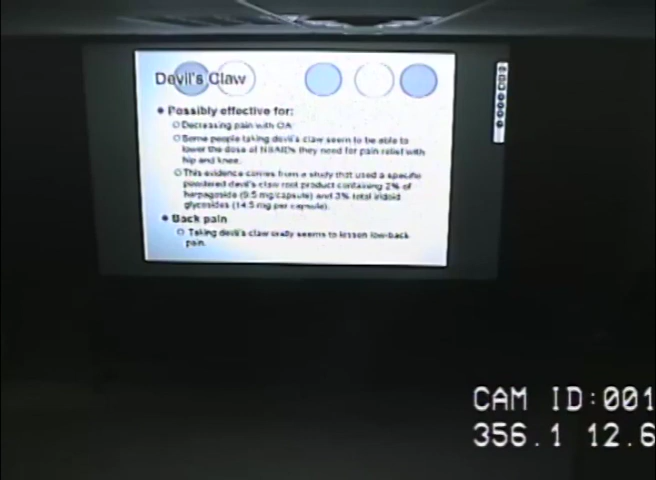 Devil's Claw
Possibly effective for:
Decreasing pain with OA
Some people taking devil's claw seem to be able to
lower the dose of NSAIDs they need for pain relief with
hip and knee.
This evidence comes from a study that used a specific
powdered devil's claw root product containing 2% of
harpagoside (9.5 mg/capsule) and 3% total iridoid
glycosides (14.5 mg per capsule).
Back pain
Taking devil's claw orally seems to lesson low-back
pain.
CAM ID:001
356.1 12.6